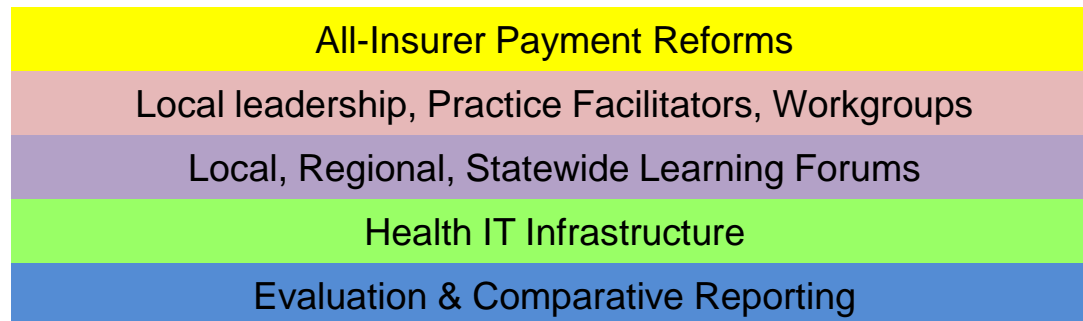 All-Insurer Payment Reforms
Local leadership, Practice Facilitators, Workgroups
Local, Regional, Statewide Learning Forums
Health IT Infrastructure
Evaluation & Comparative Reporting